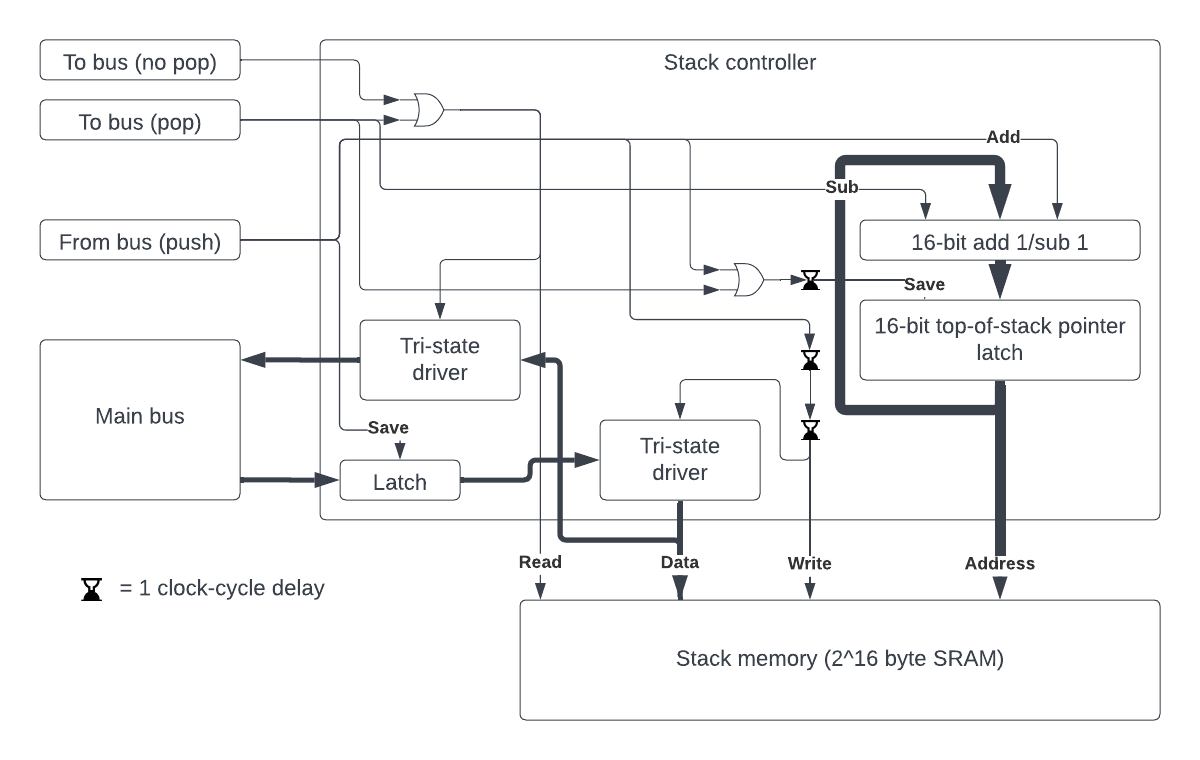 To bus (no pop)
Stack controller
To bus (pop)
Add
Sub
From bus (push)
16-bit add 1/sub 1
Save
16-bit top-of-stack pointer
latch
Tri-state
driver
Main bus
Save
Tri-state
driver
Latch
Read
Data
Write
Address
= 1 clock-cycle delay
Stack memory (2^16 byte SRAM)